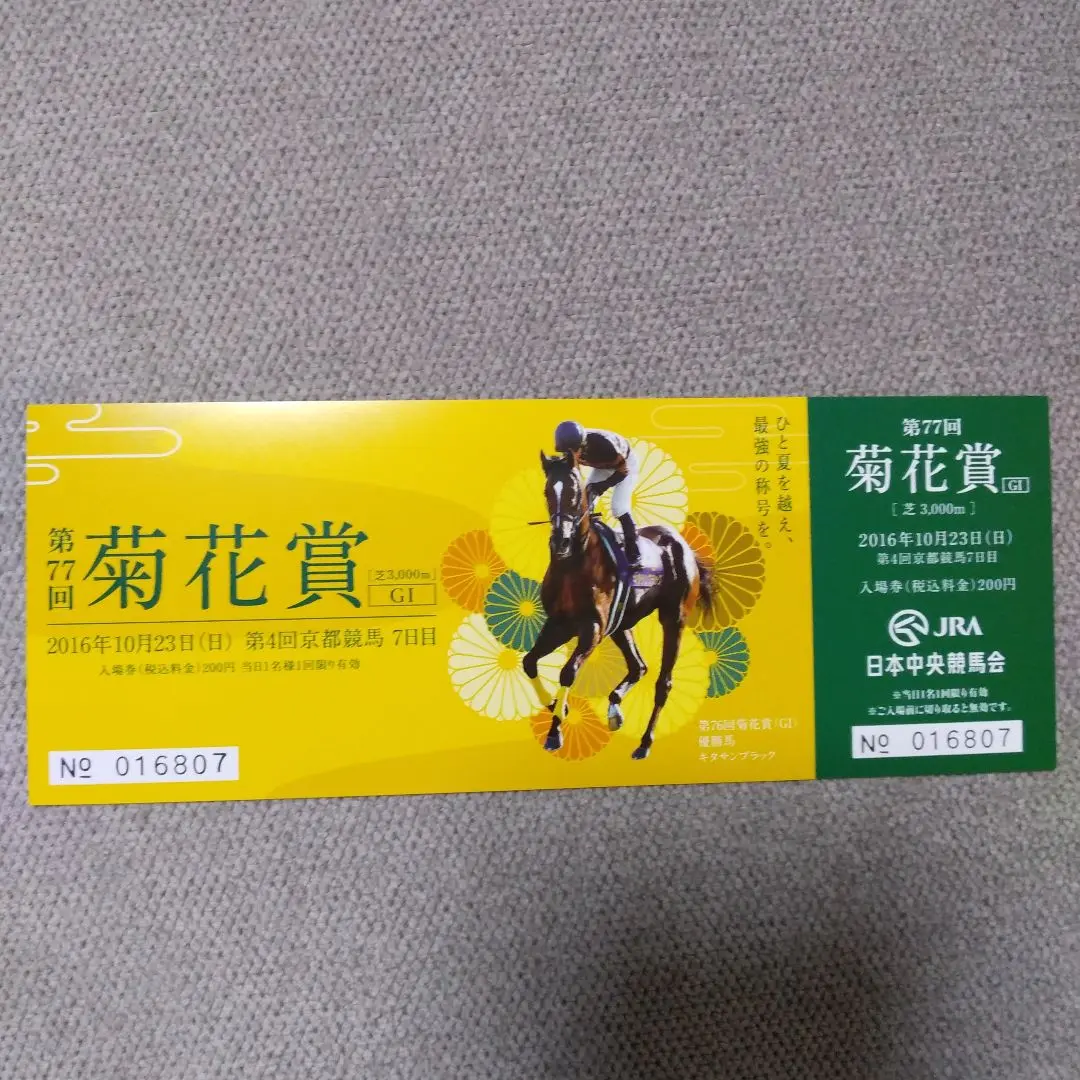 第77回
菊花賞
[芝3,000m]
GI
2016年10月23日(日) 第4回京都競馬 7日目
入場券(税込料金)200円 当日1名様1回限り有効
№ 016807
ひと夏を越え、
最強の称号を。
第76回菊花賞(GI)
優勝馬
キタサンブラック
第77回
菊花賞 GI
[芝 3,000m]
2016年10月23日(日)
第4回京都競馬7日目
入場券(税込料金)200円
JRA
日本中央競馬会
※当日1名1回限り有効
※ご入場前に切り取ると無効です。
№ 016807